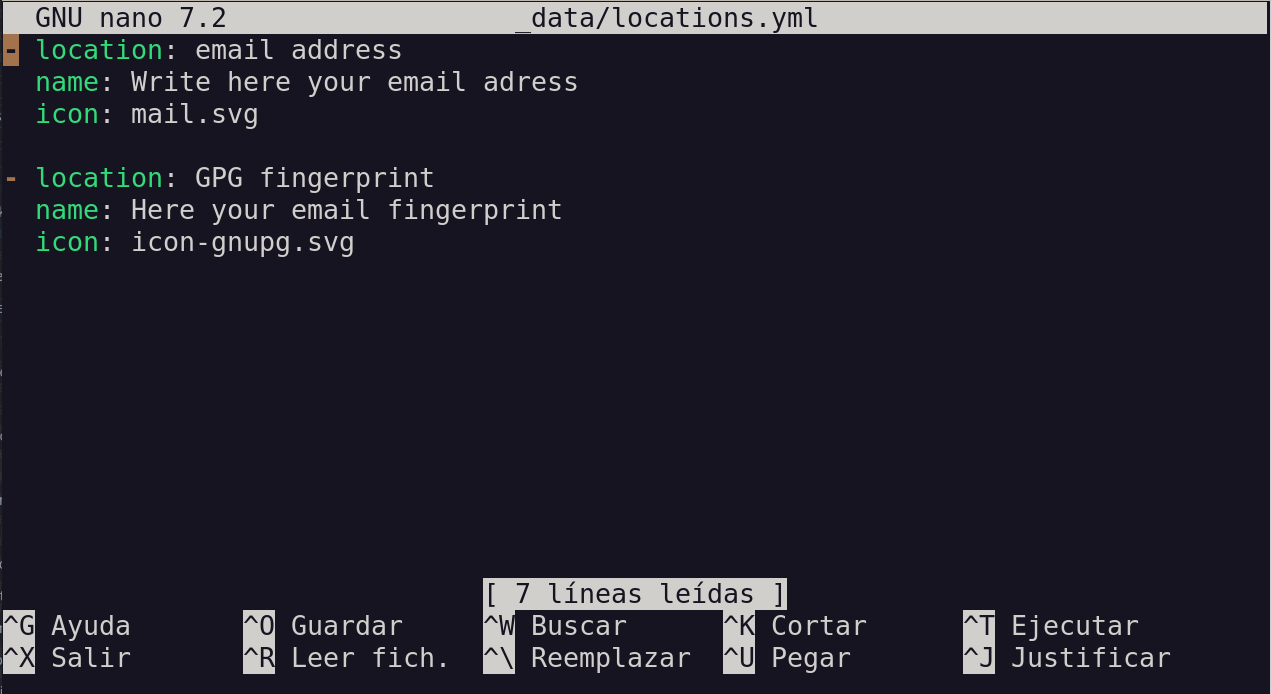 GNU nano 7.2 _data/locations.yml
- location: email address
name: Write here your email adress
icon: mail.svg
- location: GPG fingerprint
name: Here your email fingerprint
icon: icon-gnupg.svg
[ 7 líneas leídas ]
^G Ayuda ^O Guardar ^W Buscar ^K Cortar ^T Ejecutar
^X Salir ^R Leer fich. ^\ Reemplazar ^U Pegar ^J Justificar